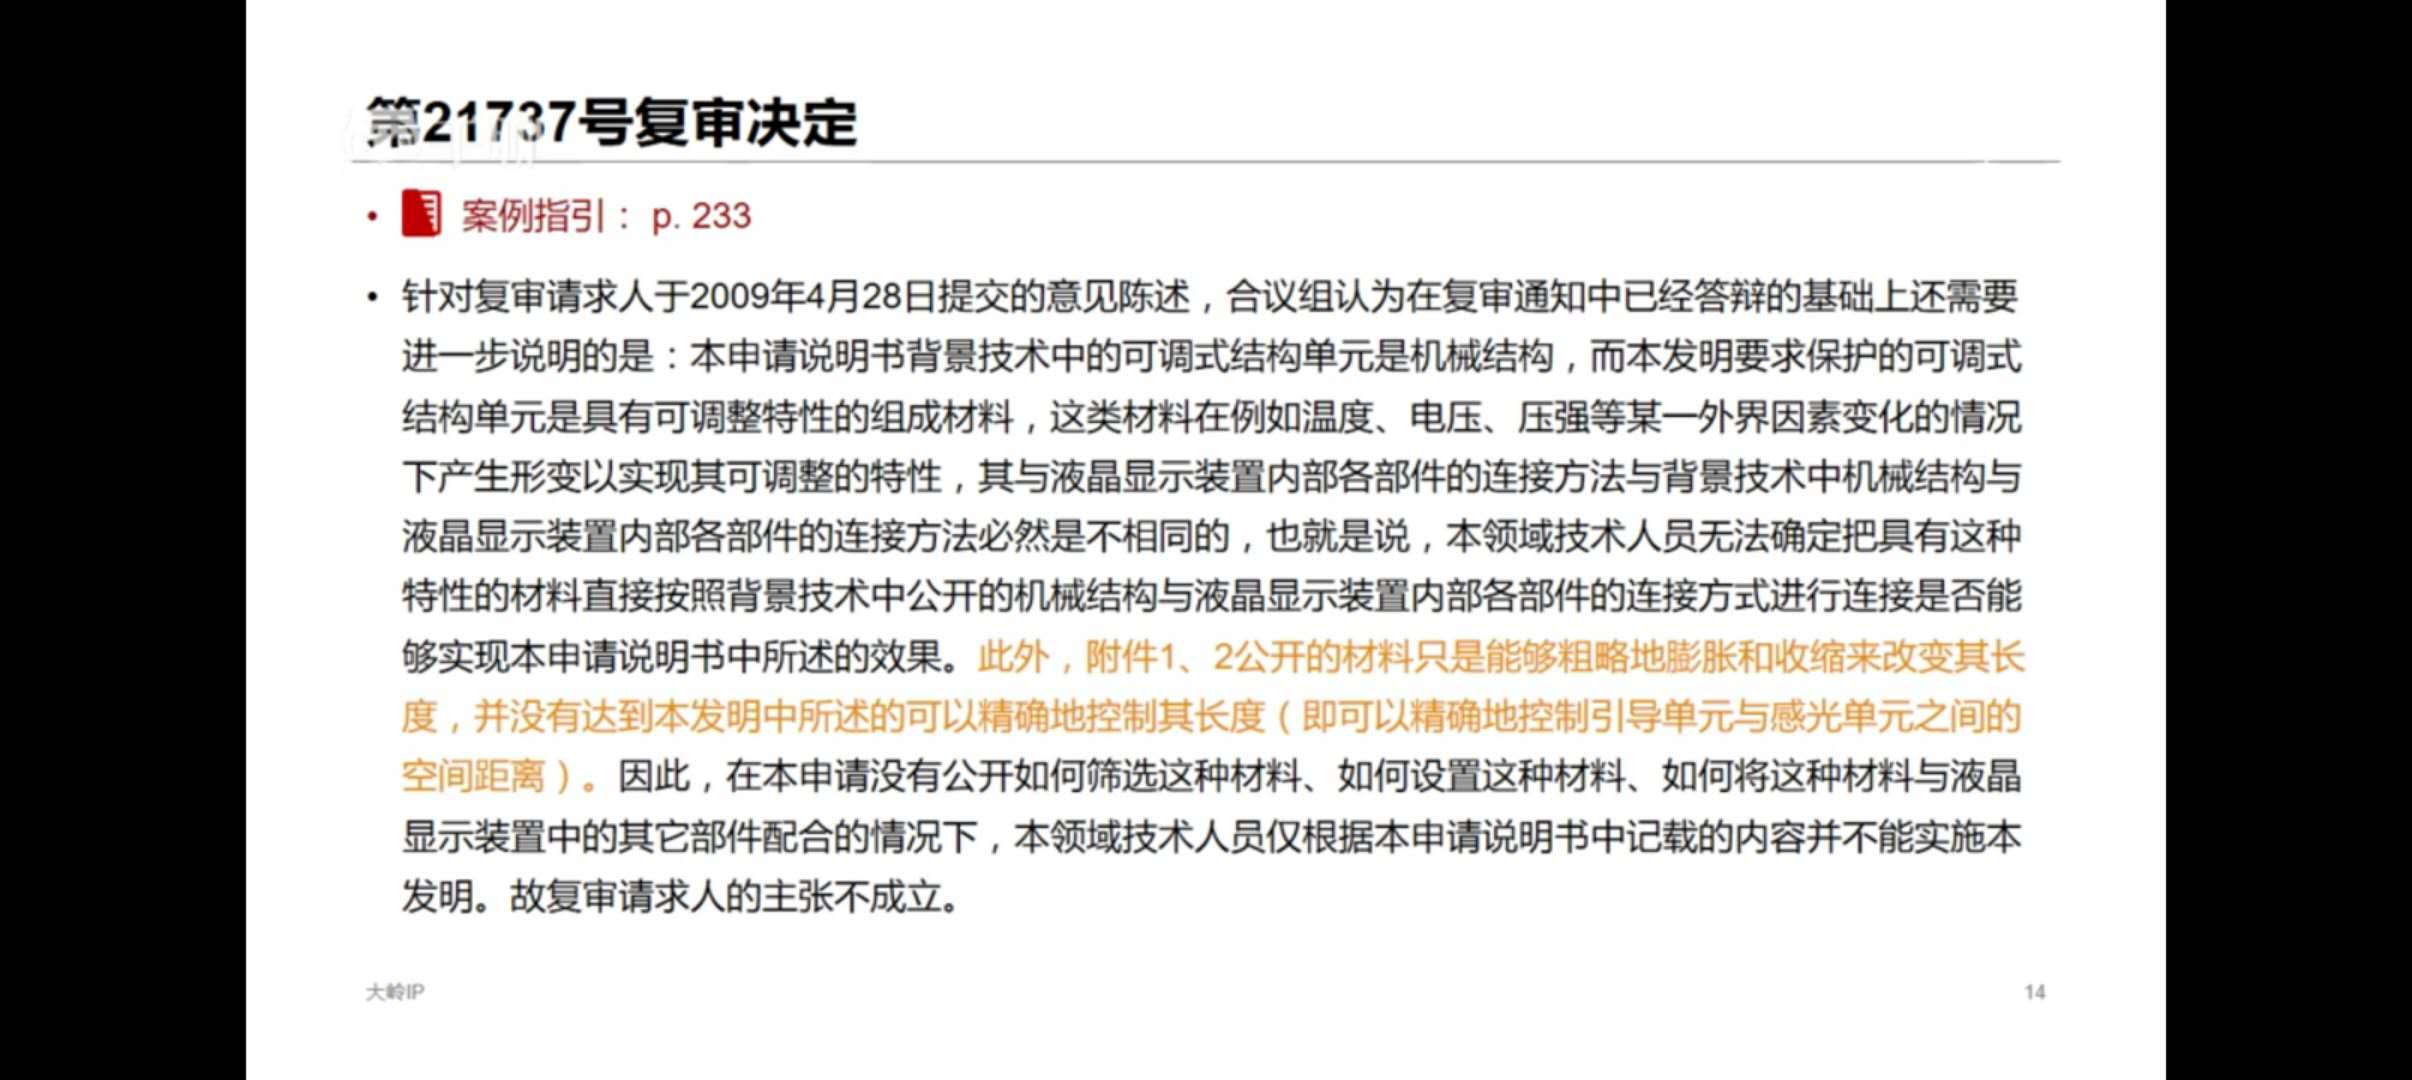 第21737号复审决定
• 案例指引： p. 233
• 针对复审请求人于2009年4月28日提交的意见陈述，合议组认为在复审通知中已经答辩的基础上还需要
进一步说明的是：本申请说明书背景技术中的可调式结构单元是机械结构，而本发明要求保护的可调式
结构单元是具有可调整特性的组成材料，这类材料在例如温度、电压、压强等某一外界因素变化的情况
下产生形变以实现其可调整的特性，其与液晶显示装置内部各部件的连接方法与背景技术中机械结构与
液晶显示装置内部各部件的连接方法必然是不相同的，也就是说，本领域技术人员无法确定把具有这种
特性的材料直接按照背景技术中公开的机械结构与液晶显示装置内部各部件的连接方式进行连接是否能
够实现本申请说明书中所述的效果。此外，附件1、2公开的材料只是能够粗略地膨胀和收缩来改变其长
度，并没有达到本发明中所述的可以精确地控制其长度（即可以精确地控制引导单元与感光单元之间的
空间距离）。因此，在本申请没有公开如何筛选这种材料、如何设置这种材料、如何将这种材料与液晶
显示装置中的其它部件配合的情况下，本领域技术人员仅根据本申请说明书中记载的内容并不能实施本
发明。故复审请求人的主张不成立。
大岭IP
14